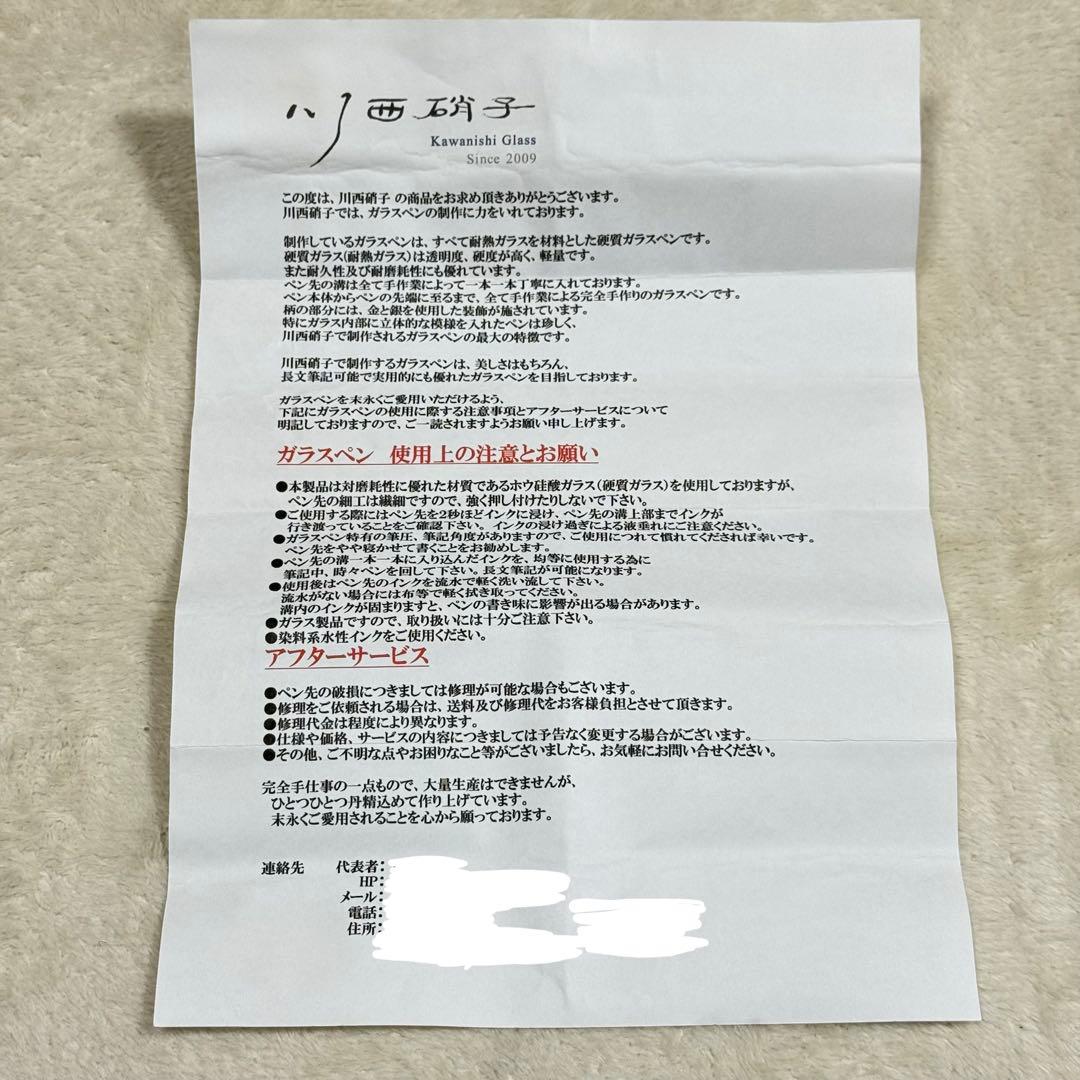 川西硝子
Kawanishi Glass
Since 2009
この度は、川西硝子 の商品をお求め頂きありがとうございます。
川西硝子では、ガラスペンの制作に力をいれております。
制作しているガラスペンは、すべて耐熱ガラスを材料とした硬質ガラスペンです。
硬質ガラス(耐熱ガラス)は透明度、硬度が高く、軽量です。
また耐久性及び耐磨耗性にも優れています。
ペン先の溝は全て手作業によって一本一本丁寧に入れております。
ペン本体からペンの先端に至るまで、全て手作業による完全手作りのガラスペンです。
柄の部分には、金と銀を使用した装飾が施されています。
特にガラス内部に立体的な模様を入れたペンは珍しく、
川西硝子で制作されるガラスペンの最大の特徴です。
川西硝子で制作するガラスペンは、美しさはもちろん、
長文筆記可能で実用的にも優れたガラスペンを目指しております。
ガラスペンを末永くご愛用いただけるよう、
下記にガラスペンの使用に際する注意事項とアフターサービスについて
明記しておりますので、ご一読されますようお願い申し上げます。
ガラスペン 使用上の注意とお願い
●本製品は対磨耗性に優れた材質であるホウ硅酸ガラス(硬質ガラス)を使用しておりますが、
ペン先の細工は繊細ですので、強く押し付けたりしないで下さい。
●ご使用する際にはペン先を2秒ほどインクに浸け、ペン先の溝上部までインクが
行き渡っていることをご確認下さい。インクの浸け過ぎによる液垂れにご注意ください。
●ガラスペン特有の筆圧、筆記角度がありますので、ご使用につれて慣れてくだされば幸いです。
ペン先をやや寝かせて書くことをお勧めします。
●ペン先の溝一本一本に入り込んだインクを、均等に使用する為に
筆記中、時々ペンを回して下さい。長文筆記が可能になります。
●使用後はペン先のインクを流水で軽く洗い流して下さい。
流水がない場合には布等で軽く拭き取ってください。
溝内のインクが固まりますと、ペンの書き味に影響が出る場合があります。
●ガラス製品ですので、取り扱いには十分ご注意下さい。
●染料系水性インクをご使用ください。
アフターサービス
●ペン先の破損につきましては修理が可能な場合もございます。
●修理をご依頼される場合は、送料及び修理代をお客様負担とさせて頂きます。
●修理代金は程度により異なります。
●仕様や価格、サービスの内容につきましては予告なく変更する場合がございます。
●その他、ご不明な点やお困りなこと等がございましたら、お気軽にお問い合せください。
完全手仕事の一点もので、大量生産はできませんが、
ひとつひとつ丹精込めて作り上げています。
末永くご愛用されることを心から願っております。
連絡先 代表者:
HP:
メール:
電話:
住所: